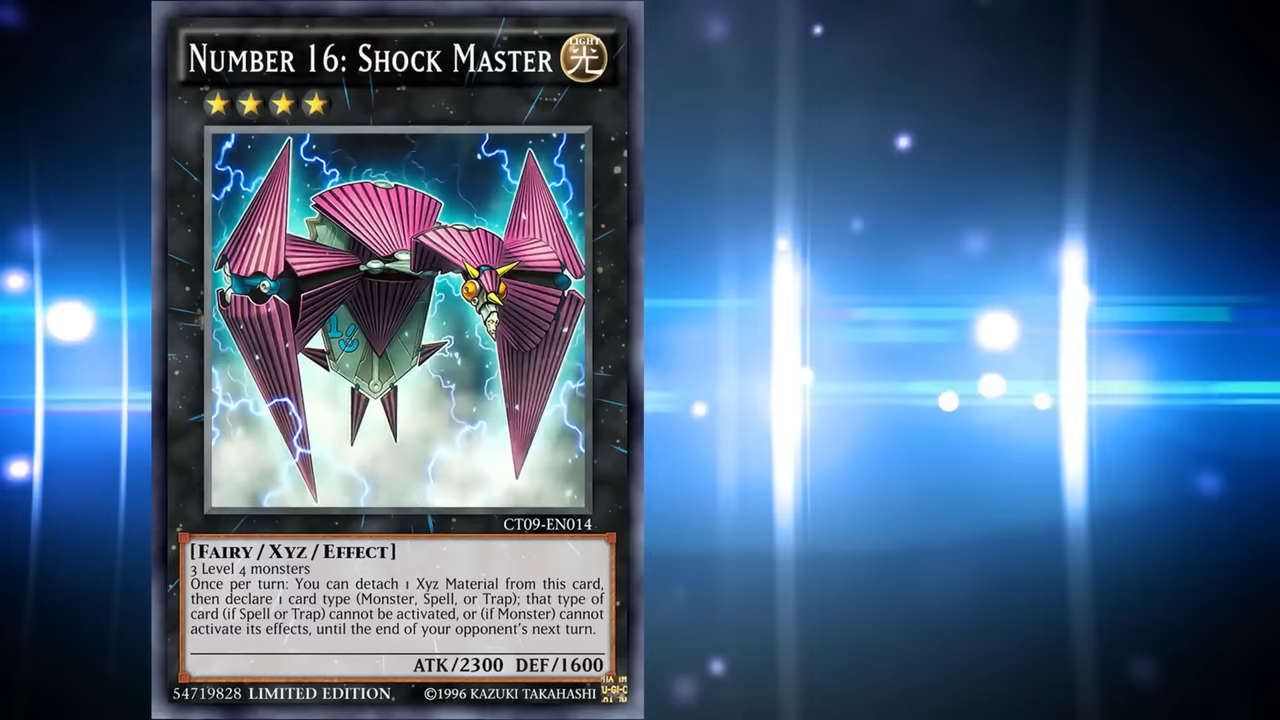 NUMBER 16: SHOCK MASTER
LIGHT
光
16
CT09-EN014
[FAIRY / XYZ / EFFECT]
3 Level 4 monsters
Once per turn: You can detach 1 Xyz Material from this card,
then declare 1 card type (Monster, Spell, or Trap); that type of
card (if Spell or Trap) cannot be activated, or (if Monster) cannot
activate its effects, until the end of your opponent's next turn.
ATK/2300 DEF/1600
54719828 LIMITED EDITION ©1996 KAZUKI TAKAHASHI